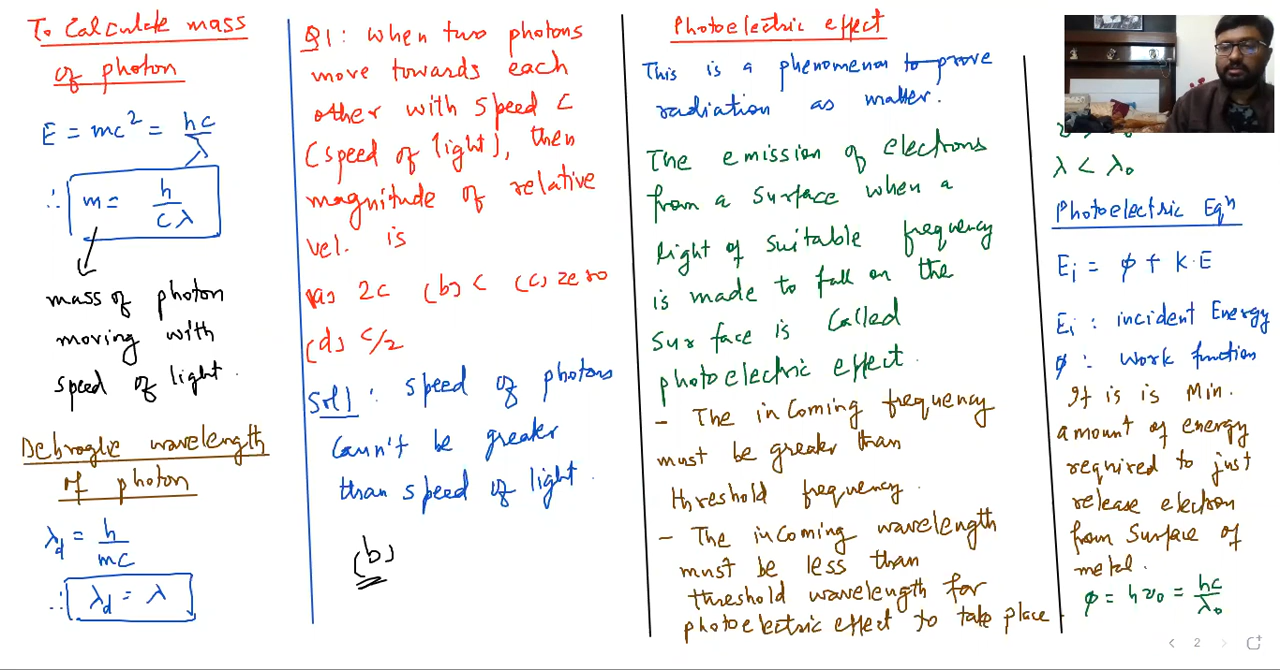 To Calculate mass
of photon
E = mc² = hc/λ
∴ m = h/cλ
mass of photon
moving with
speed of light.
Debroglie wavelength
of photon
λd = h/mc
∴ λd = λ
Q1: When two photons
move towards each
other with speed c
(speed of light), then
magnitude of relative
vel. is
(a) 2c (b) c (c) zero
(d) c/2
Sol1: speed of photons
cann't be greater
than speed of light.
(b)
Photoelectric effect
This is a phenomenon to prove
radiation as matter.
The emission of electrons
from a surface when a
light of suitable frequency
is made to fall on the
surface is called
photoelectric effect.
- The incoming frequency
must be greater than
threshold frequency.
- The incoming wavelength
must be less than
threshold wavelength for
photoelectric effect to take place.
λ < λ₀
Photoelectric Eqⁿ
Ei = φ + K.E
Ei: incident Energy
φ: work function
It is is Min.
amount of energy
required to just
release electron
from surface of
metal.
φ = hν₀ = hc/λ₀
< 2 >